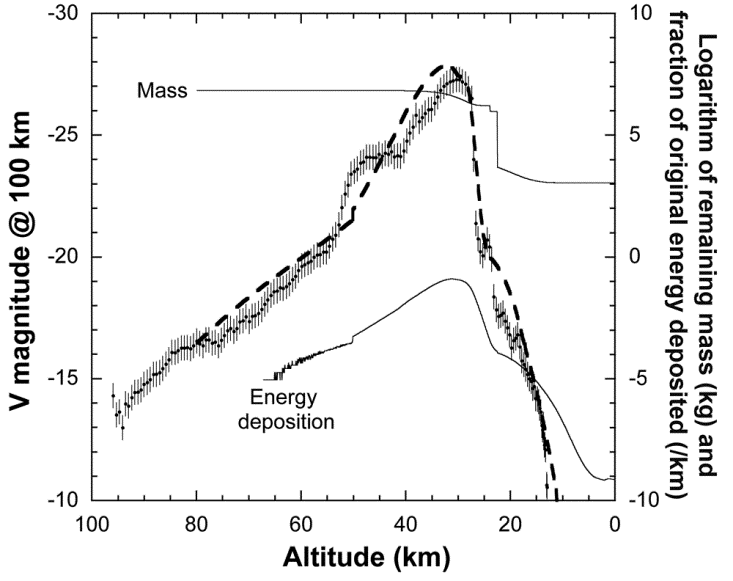 -30
-25
-20
-15
-10
V magnitude @ 100 km
Mass
Energy
deposition
10
5
0
-5
-10
Logarithm of remaining mass (kg) and
fraction of original energy deposited (/km)
100
80
60
40
20
0
Altitude (km)